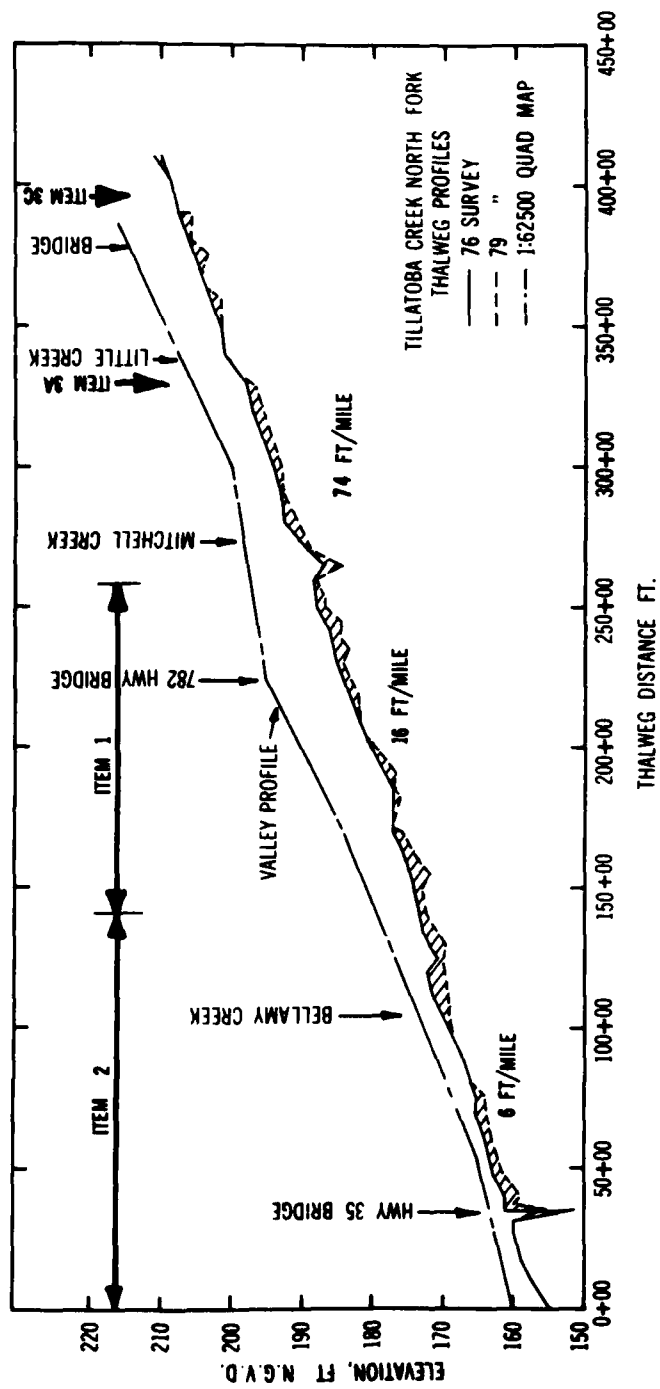 ELEVATION, FT N.G.V.D.
220
210
200
190
180
170
160
150
ITEM 2
ITEM 1
ITEM 3A
ITEM 3C
HWY 35 BRIDGE
BELLAMY CREEK
VALLEY PROFILE
782 HWY BRIDGE
MITCHELL CREEK
LITTLE CREEK
BRIDGE
6 FT/MILE
16 FT/MILE
74 FT/MILE
TILLATOBA CREEK NORTH FORK
THALWEG PROFILES
76 SURVEY
79 "
1:62500 QUAD MAP
0+00
50+00
100+00
150+00
200+00
250+00
300+00
350+00
400+00
450+00
THALWEG DISTANCE FT.